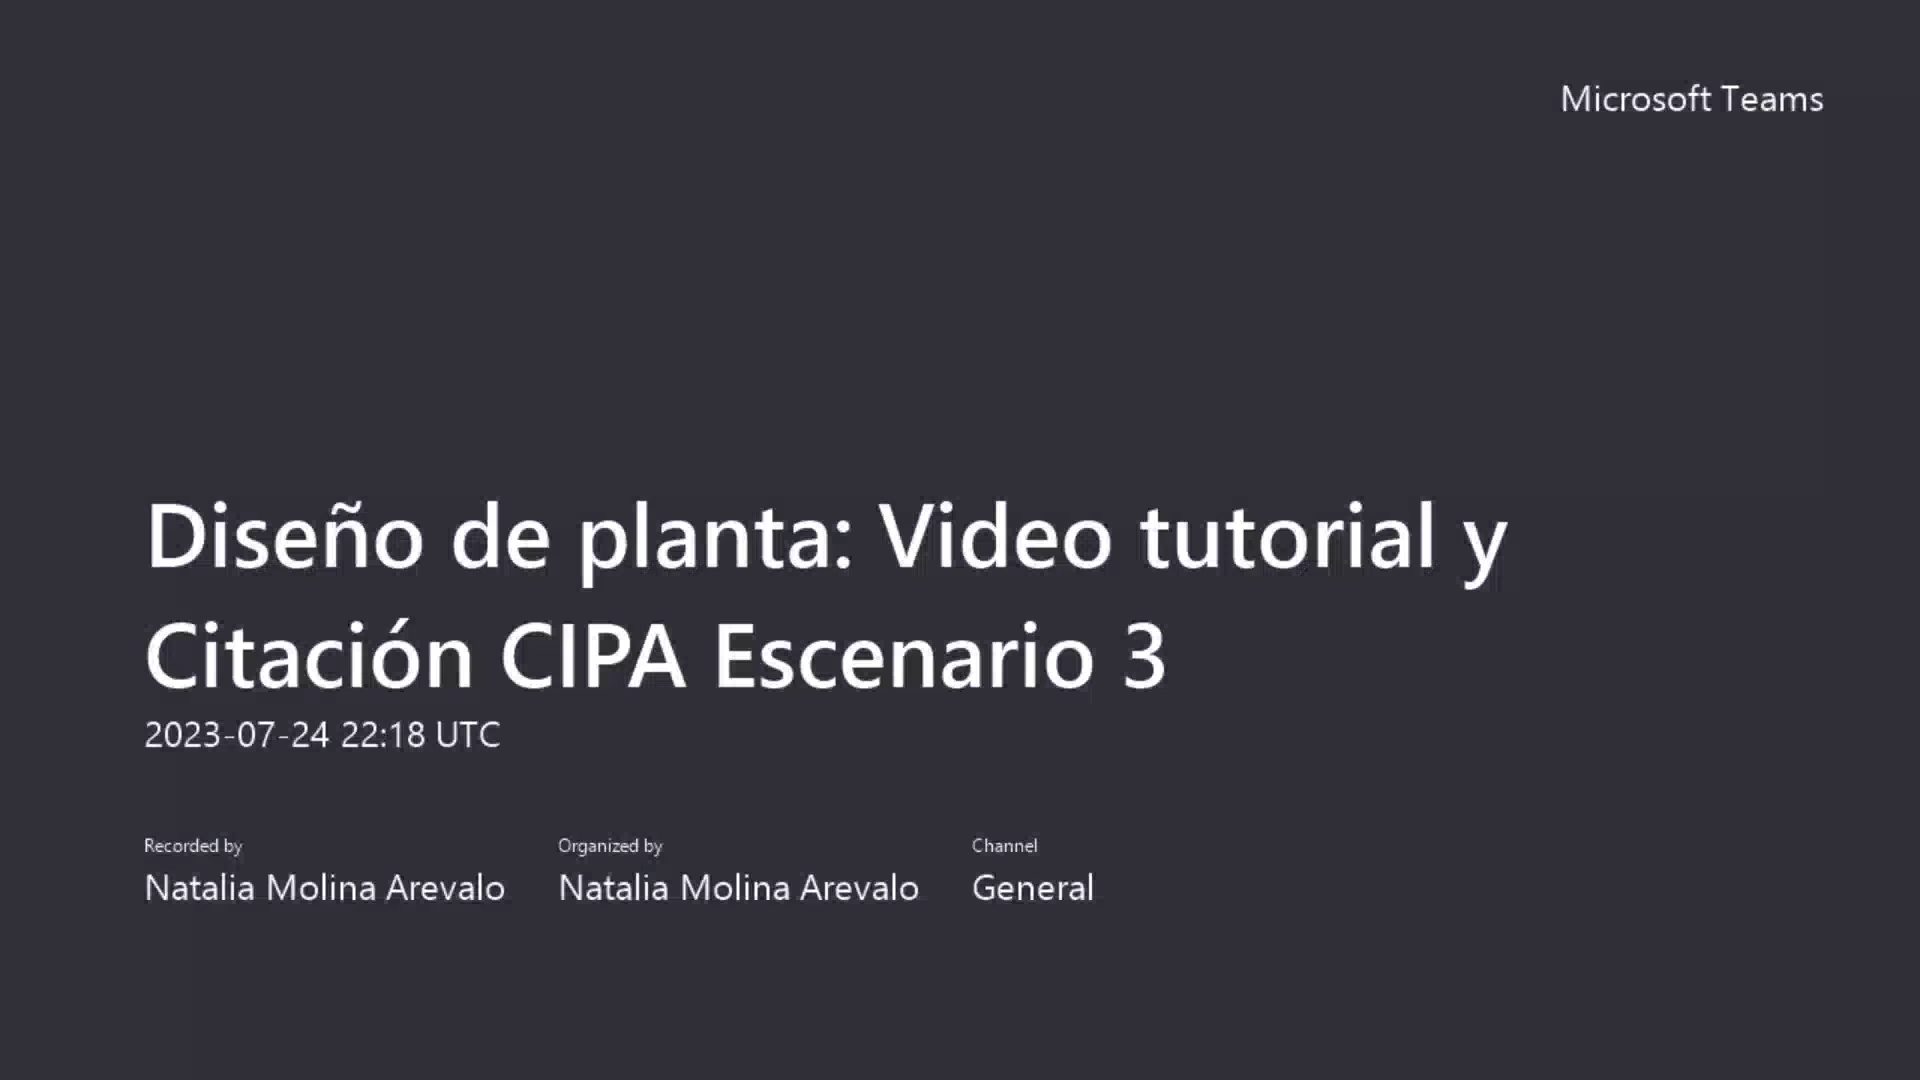 Microsoft Teams
Diseño de planta: Video tutorial y
Citación CIPA Escenario 3
2023-07-24 22:18 UTC
Recorded by
Natalia Molina Arevalo
Organized by
Natalia Molina Arevalo
Channel
General